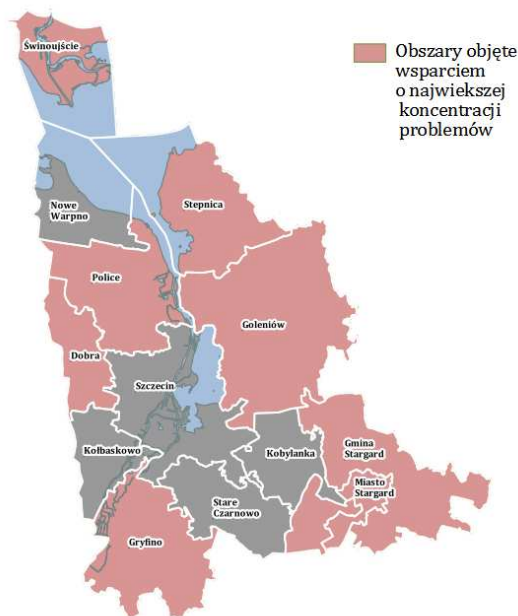 Świnoujście
Obszary objęte
wsparciem
o najwiekszej
koncentracji
problemów
Nowe
Warpno
Stepnica
Police
Goleniów
Dobra
Szczecin
Kołbaskowo
Kobylanka
Gmina
Stargard
Miasto
Stargard
Stare
Czarnowo
Gryfino